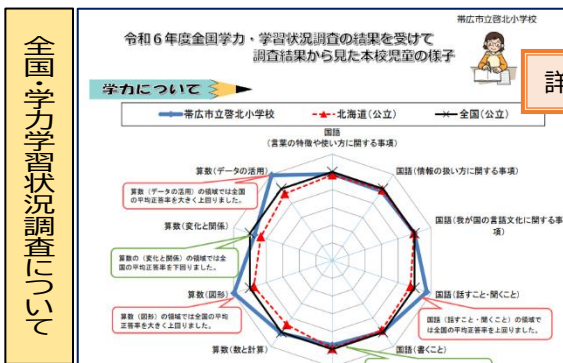 全国・学力学習状況調査について
帯広市立啓北小学校
令和６年度全国学力・学習状況調査の結果を受けて
調査結果から見た本校児童の様子
詳
学力について
帯広市立啓北小学校
北海道(公立)
全国(公立)
国語
(言葉の特徴や使い方に関する事項)
国語(情報の扱い方に関する事項)
国語(我が国の言語文化に関する事
項)
国語(話すこと・聞くこと)
国語（話すこと・聞くこと）の領域で
は全国の平均正答率を上回りました。
国語(書くこと)
算数(数と計算)
算数(図形)
算数（図形）の領域では全国の平均
正答率を大きく上回りました。
算数(変化と関係)
算数の（変化と関係）の領域では全
国の平均正答率を下回りました。
算数(データの活用)
算数（データの活用）の領域では全国
の平均正答率を大きく上回りました。